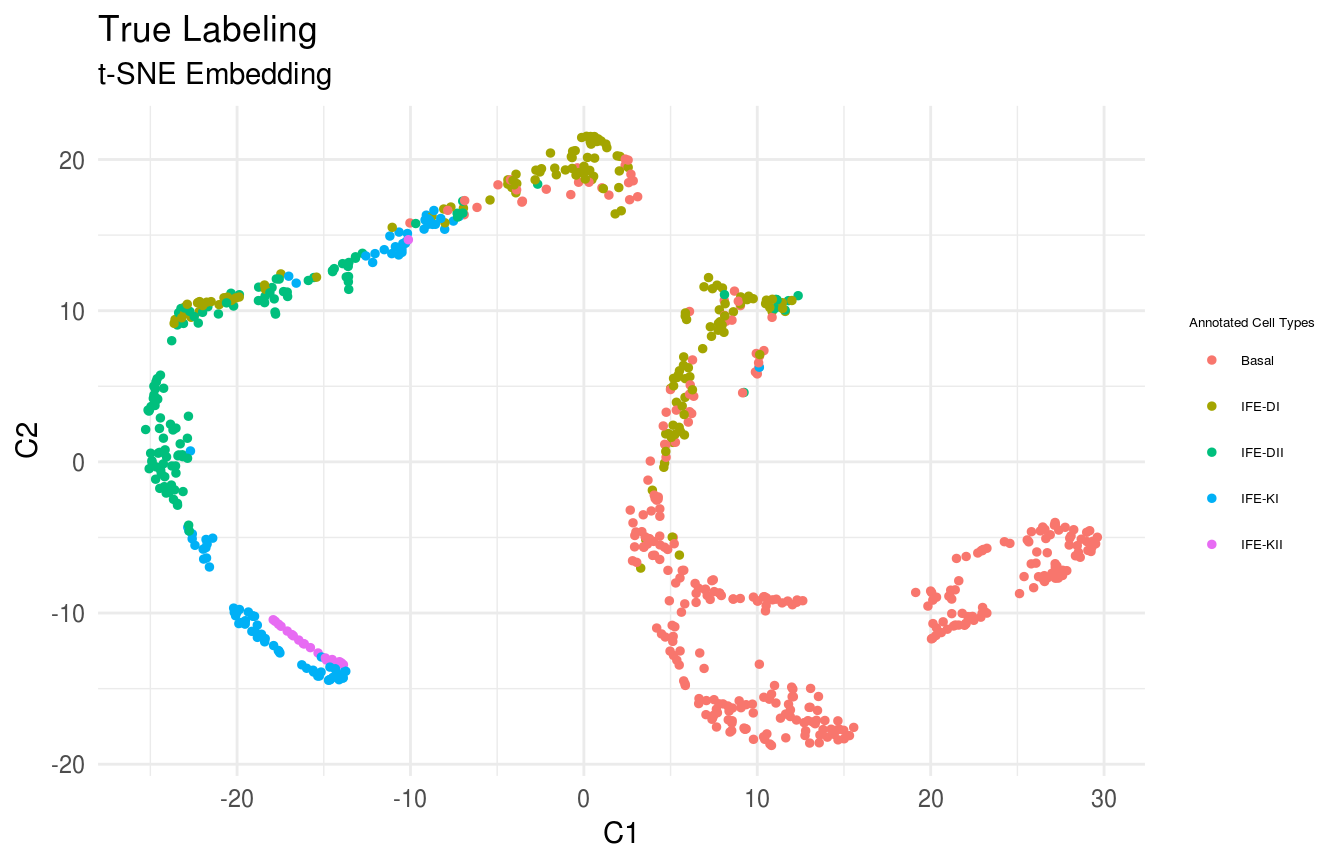 True Labeling
t-SNE Embedding
20
10
0
-10
-20
C2
-20
-10
0
10
20
30
C1
Annotated Cell Types
Basal
IFE-DI
IFE-DII
IFE-KI
IFE-KII